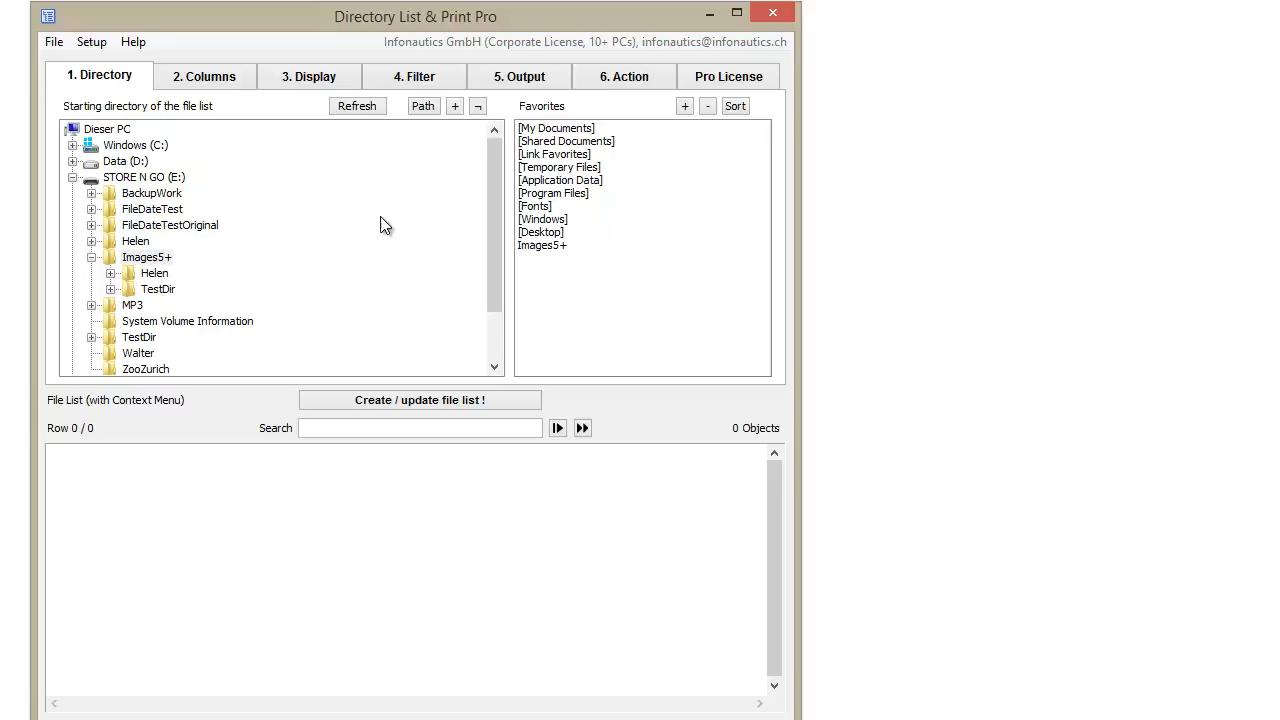 Directory List & Print Pro
File Setup Help Infonautics GmbH (Corporate License, 10+ PCs), infonautics@infonautics.ch
1. Directory 2. Columns 3. Display 4. Filter 5. Output 6. Action Pro License
Starting directory of the file list Refresh Path + ¬ Favorites + - Sort
Dieser PC
Windows (C:)
Data (D:)
STORE N GO (E:)
BackupWork
FileDateTest
FileDateTestOriginal
Helen
Images5+
Helen
TestDir
MP3
System Volume Information
TestDir
Walter
ZooZurich
[My Documents]
[Shared Documents]
[Link Favorites]
[Temporary Files]
[Application Data]
[Program Files]
[Fonts]
[Windows]
[Desktop]
Images5+
File List (with Context Menu) Create / update file list !
Row 0 / 0 Search 0 Objects